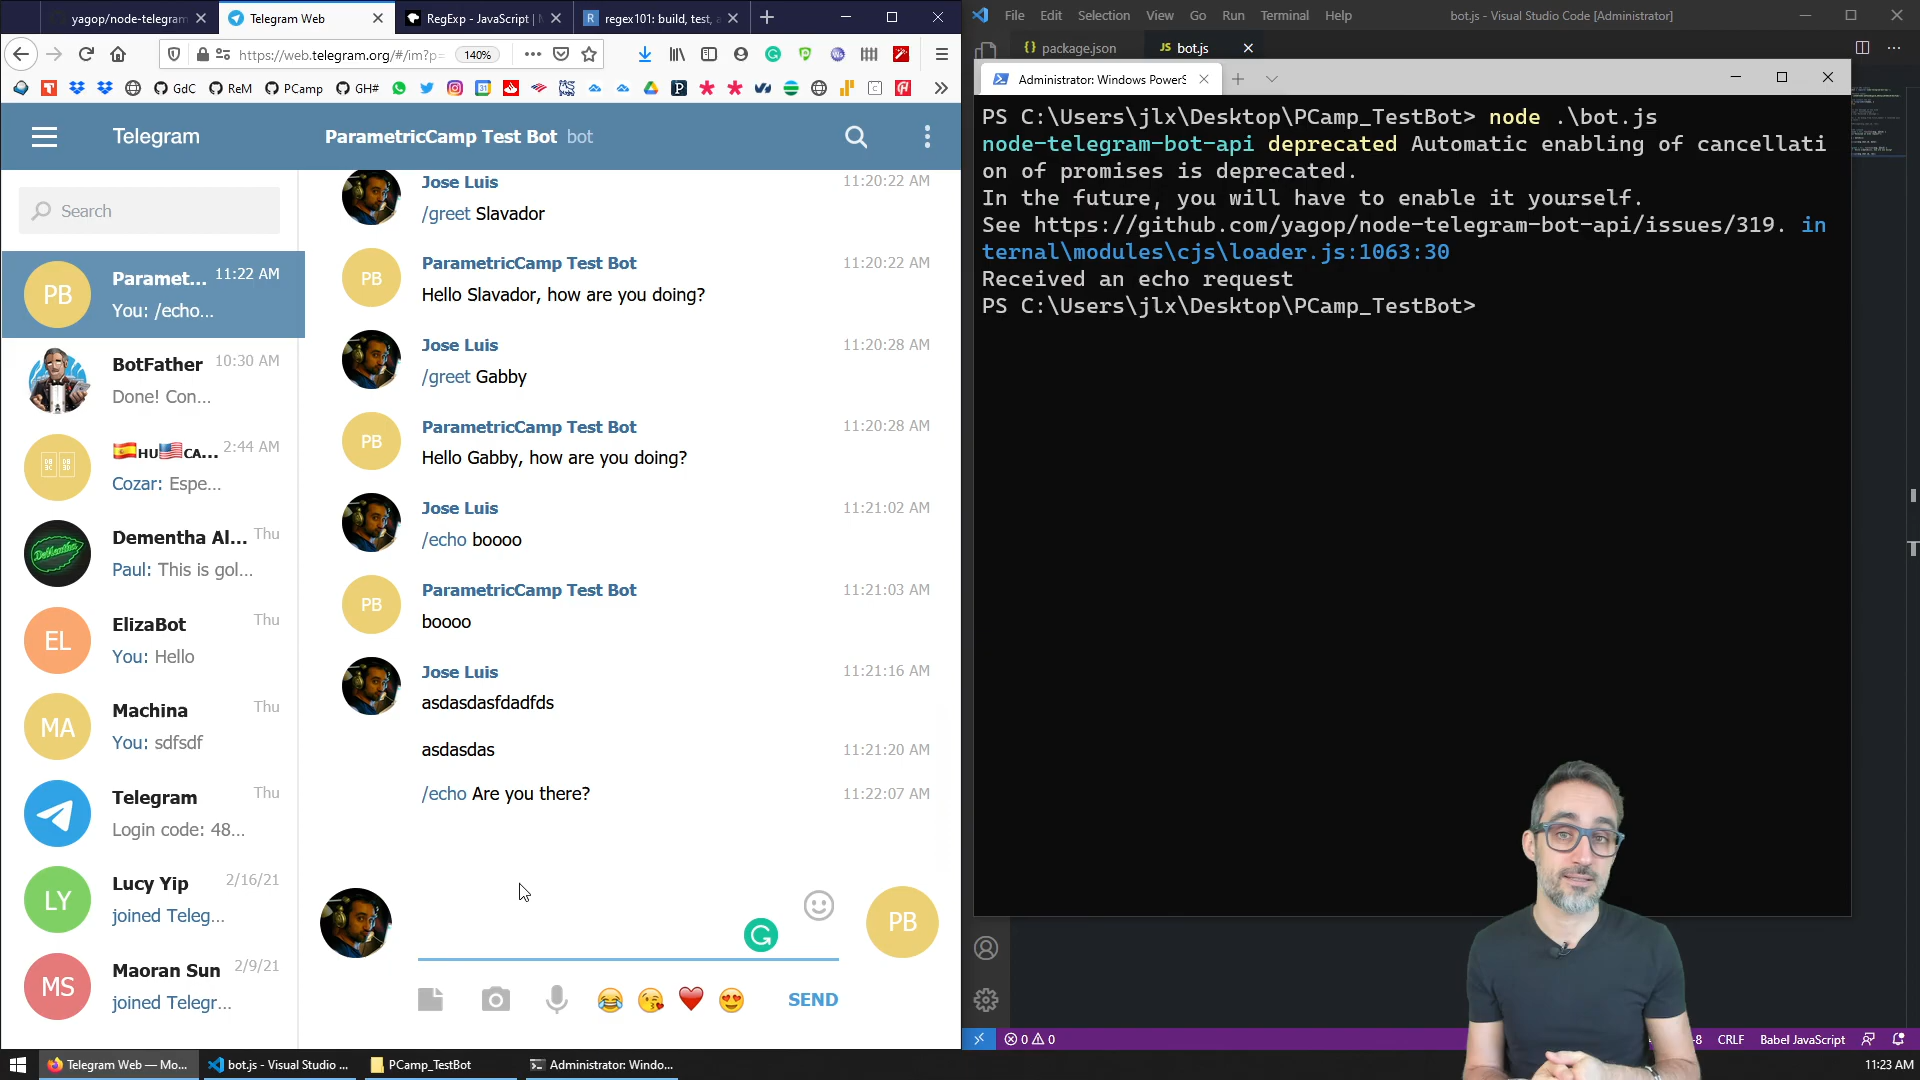 yagop/node-telegram
Telegram Web
RegExp - JavaScript | M
regex101: build, test, a
https://web.telegram.org/#/im?p=
140%
GdC
ReM
PCamp
GH#
Telegram
ParametricCamp Test Bot bot
Search
Paramet... 11:22 AM
You: /echo...
BotFather 10:30 AM
Done! Con...
🇪🇸HU🇺🇸CA... 2:44 AM
Cozar: Espe...
Dementha Al... Thu
Paul: This is gol...
EL
ElizaBot Thu
You: Hello
MA
Machina Thu
You: sdfsdf
Telegram Thu
Login code: 48...
LY
Lucy Yip 2/16/21
joined Teleg...
MS
Maoran Sun 2/9/21
joined Telegr...
PB
Jose Luis 11:20:22 AM
/greet Slavador
PB
ParametricCamp Test Bot 11:20:22 AM
Hello Slavador, how are you doing?
Jose Luis 11:20:28 AM
/greet Gabby
PB
ParametricCamp Test Bot 11:20:28 AM
Hello Gabby, how are you doing?
Jose Luis 11:21:02 AM
/echo boooo
PB
ParametricCamp Test Bot 11:21:03 AM
boooo
Jose Luis 11:21:16 AM
asdasdasfdadfds
asdasdas 11:21:20 AM
/echo Are you there? 11:22:07 AM
PB
SEND
File Edit Selection View Go Run Terminal Help
bot.js - Visual Studio Code [Administrator]
package.json
JS bot.js
Administrator: Windows PowerS
PS C:\Users\jlx\Desktop\PCamp_TestBot> node .\bot.js
node-telegram-bot-api deprecated Automatic enabling of cancellati
on of promises is deprecated.
In the future, you will have to enable it yourself.
See https://github.com/yagop/node-telegram-bot-api/issues/319. in
ternal\modules\cjs\loader.js:1063:30
Received an echo request
PS C:\Users\jlx\Desktop\PCamp_TestBot>
0 0
-8 CRLF Babel JavaScript
Telegram Web — Mo...
bot.js - Visual Studio ...
PCamp_TestBot
Administrator: Windo...
11:23 AM